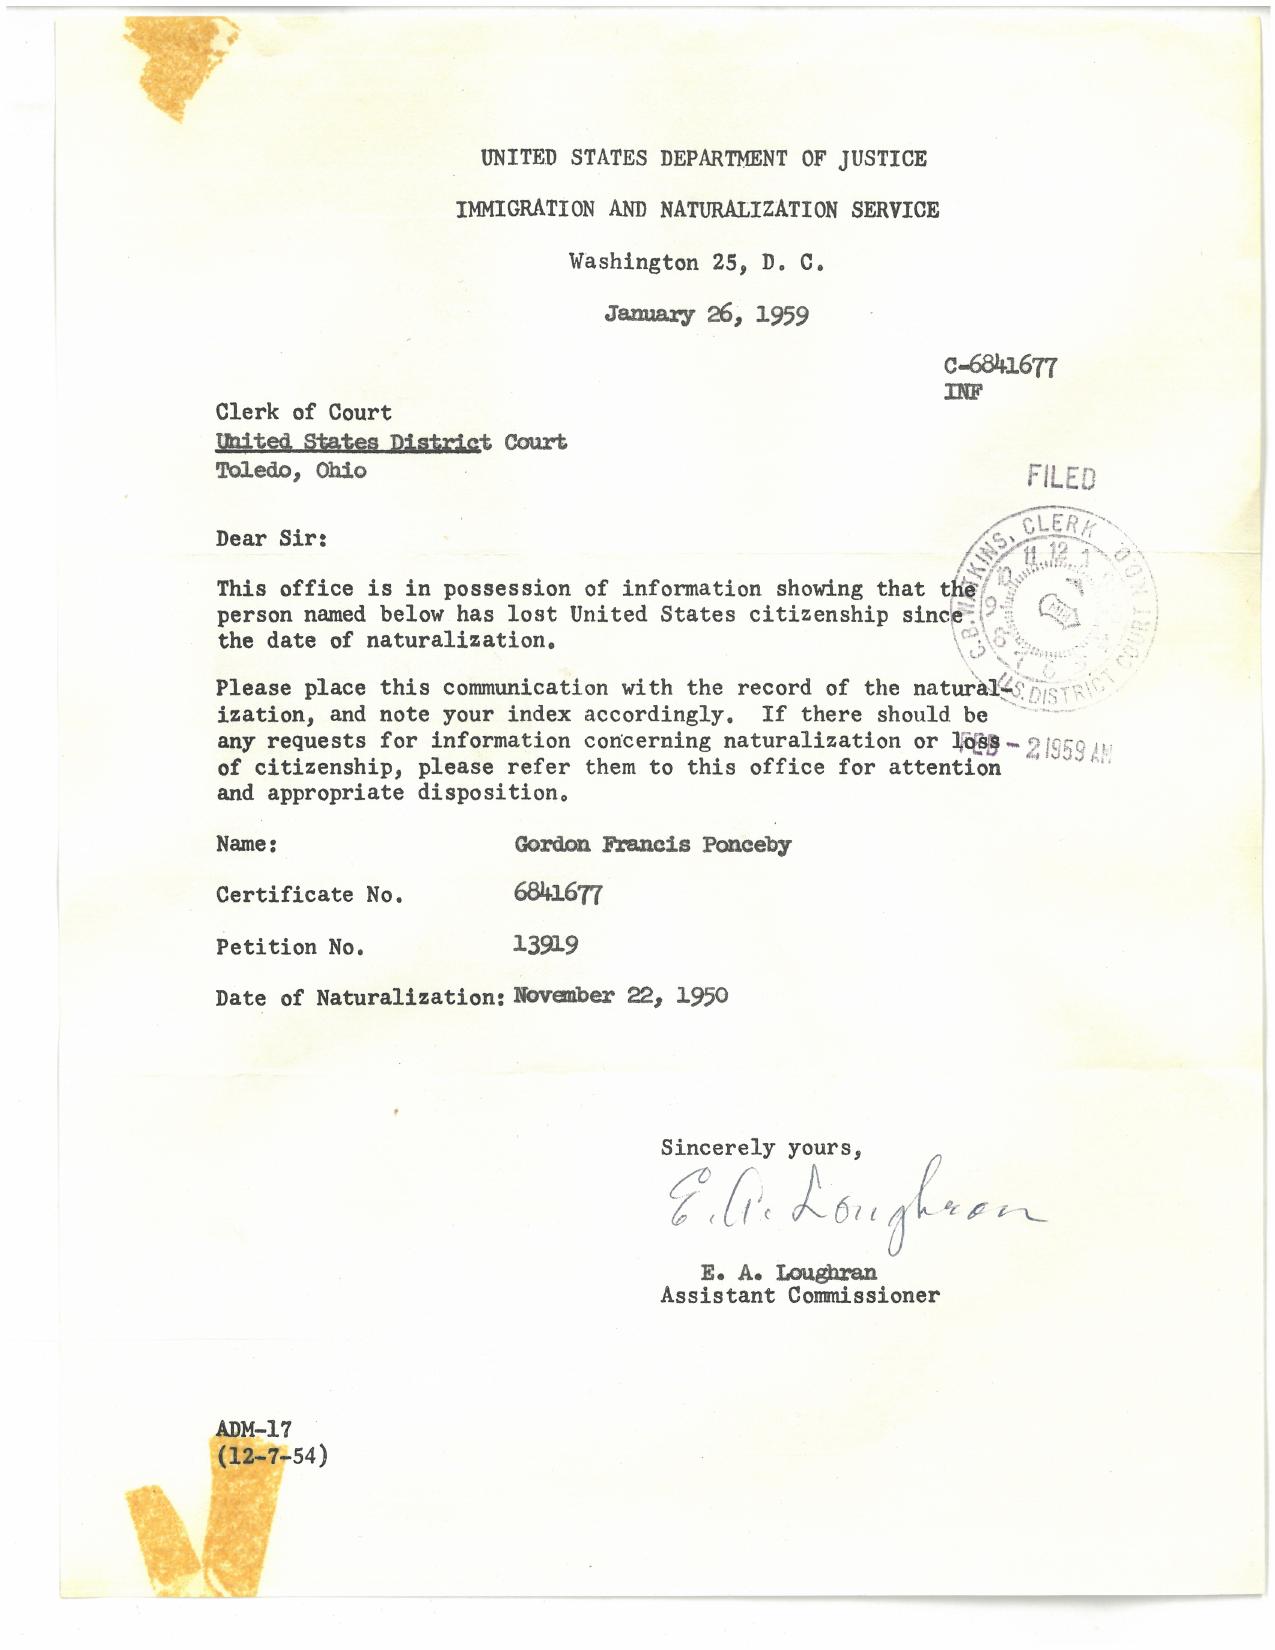 UNITED STATES DEPARTMENT OF JUSTICE
IMMIGRATION AND NATURALIZATION SERVICE
Washington 25, D. C.
January 26, 1959
C-6841677
INF
Clerk of Court
United States District Court
Toledo, Ohio
FILED
C.B. WATKINS, CLERK
U.S. DISTRICT COURT
11 12 1
Dear Sir:
This office is in possession of information showing that the
person named below has lost United States citizenship since
the date of naturalization.
Please place this communication with the record of the natural-
ization, and note your index accordingly. If there should be
any requests for information concerning naturalization or loss
FEB - 2 1959 AM
of citizenship, please refer them to this office for attention
and appropriate disposition.
Name: Gordon Francis Ponceby
Certificate No. 6841677
Petition No. 13919
Date of Naturalization: November 22, 1950
Sincerely yours,
E. A. Loughran
E. A. Loughran
Assistant Commissioner
ADM-17
(12-7-54)